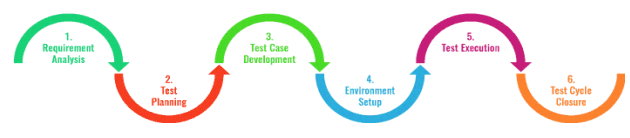 1.
Requirement
Analysis
2.
Test
Planning
3.
Test Case
Development
4.
Environment
Setup
5.
Test Execution
6.
Test Cycle
Closure